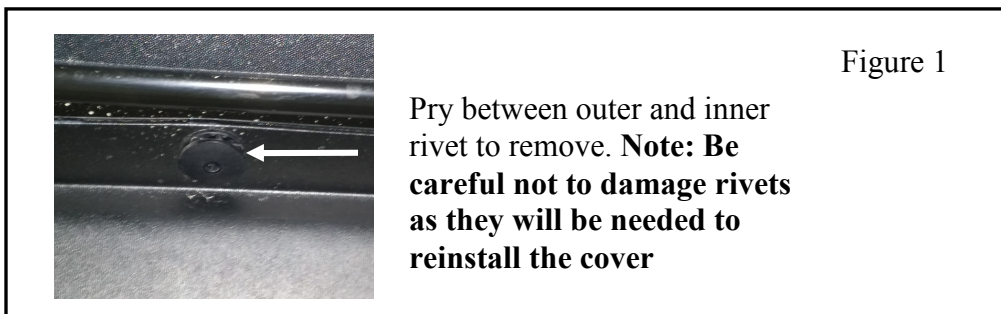 Figure 1
Pry between outer and inner
rivet to remove. Note: Be
careful not to damage rivets
as they will be needed to
reinstall the cover